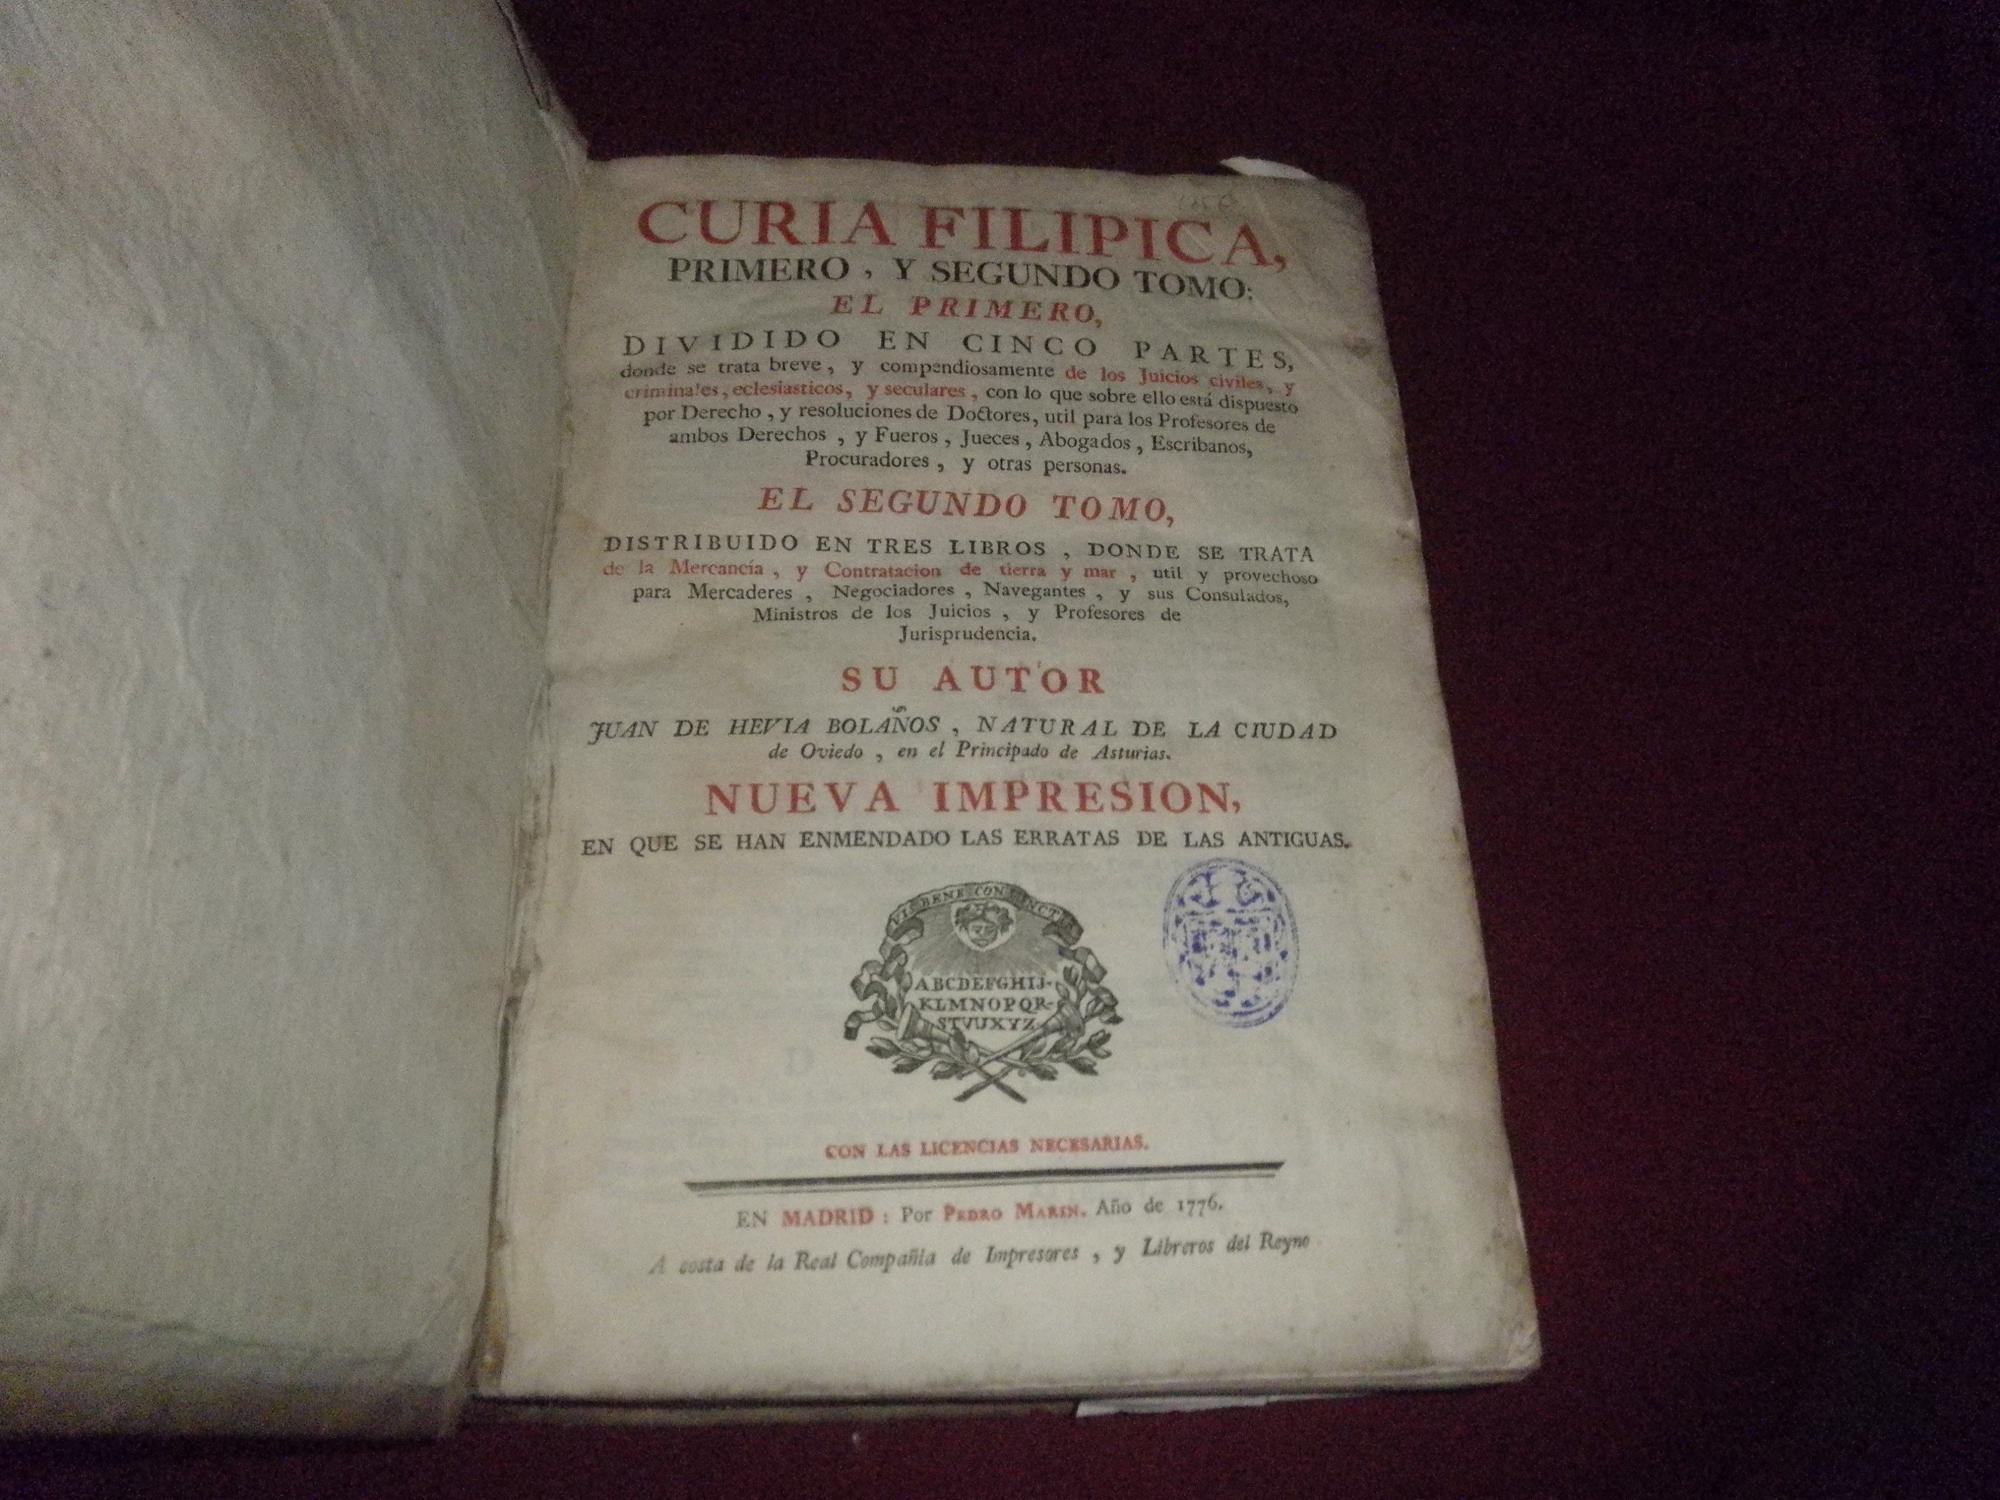 CURIA FILIPICA,
PRIMERO, Y SEGUNDO TOMO:
EL PRIMERO,
DIVIDIDO EN CINCO PARTES,
donde se trata breve, y compendiosamente de los Juicios civiles, y
criminales, eclesiasticos, y seculares, con lo que sobre ello está dispuesto
por Derecho, y resoluciones de Doctores, util para los Profesores de
ambos Derechos, y Fueros, Jueces, Abogados, Escribanos,
Procuradores, y otras personas.
EL SEGUNDO TOMO,
DISTRIBUIDO EN TRES LIBROS, DONDE SE TRATA
de la Mercancía, y Contratacion de tierra y mar, util y provechoso
para Mercaderes, Negociadores, Navegantes, y sus Consulados,
Ministros de los Juicios, y Profesores de
Jurisprudencia.
SU AUTOR
JUAN DE HEVIA BOLAÑOS, NATURAL DE LA CIUDAD
de Oviedo, en el Principado de Asturias.
NUEVA IMPRESION,
EN QUE SE HAN ENMENDADO LAS ERRATAS DE LAS ANTIGUAS.
BENE
ABCDEFGHIJ-
KLMNOPQR-
STVUXYZ
CON LAS LICENCIAS NECESARIAS.
EN MADRID: Por PEDRO MARIN. Año de 1776.
A costa de la Real Compañia de Impresores, y Libreros del Reyno